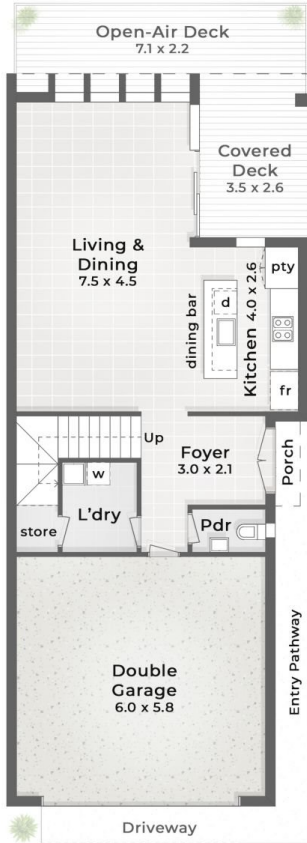 Open-Air Deck
7.1 x 2.2
Covered
Deck
3.5 x 2.6
Living &
Dining
7.5 x 4.5
dining bar
d
Kitchen 4.0 x 2.6
pty
fr
Up
Foyer
3.0 x 2.1
Porch
w
L'dry
store
Pdr
Double
Garage
6.0 x 5.8
Entry Pathway
Driveway